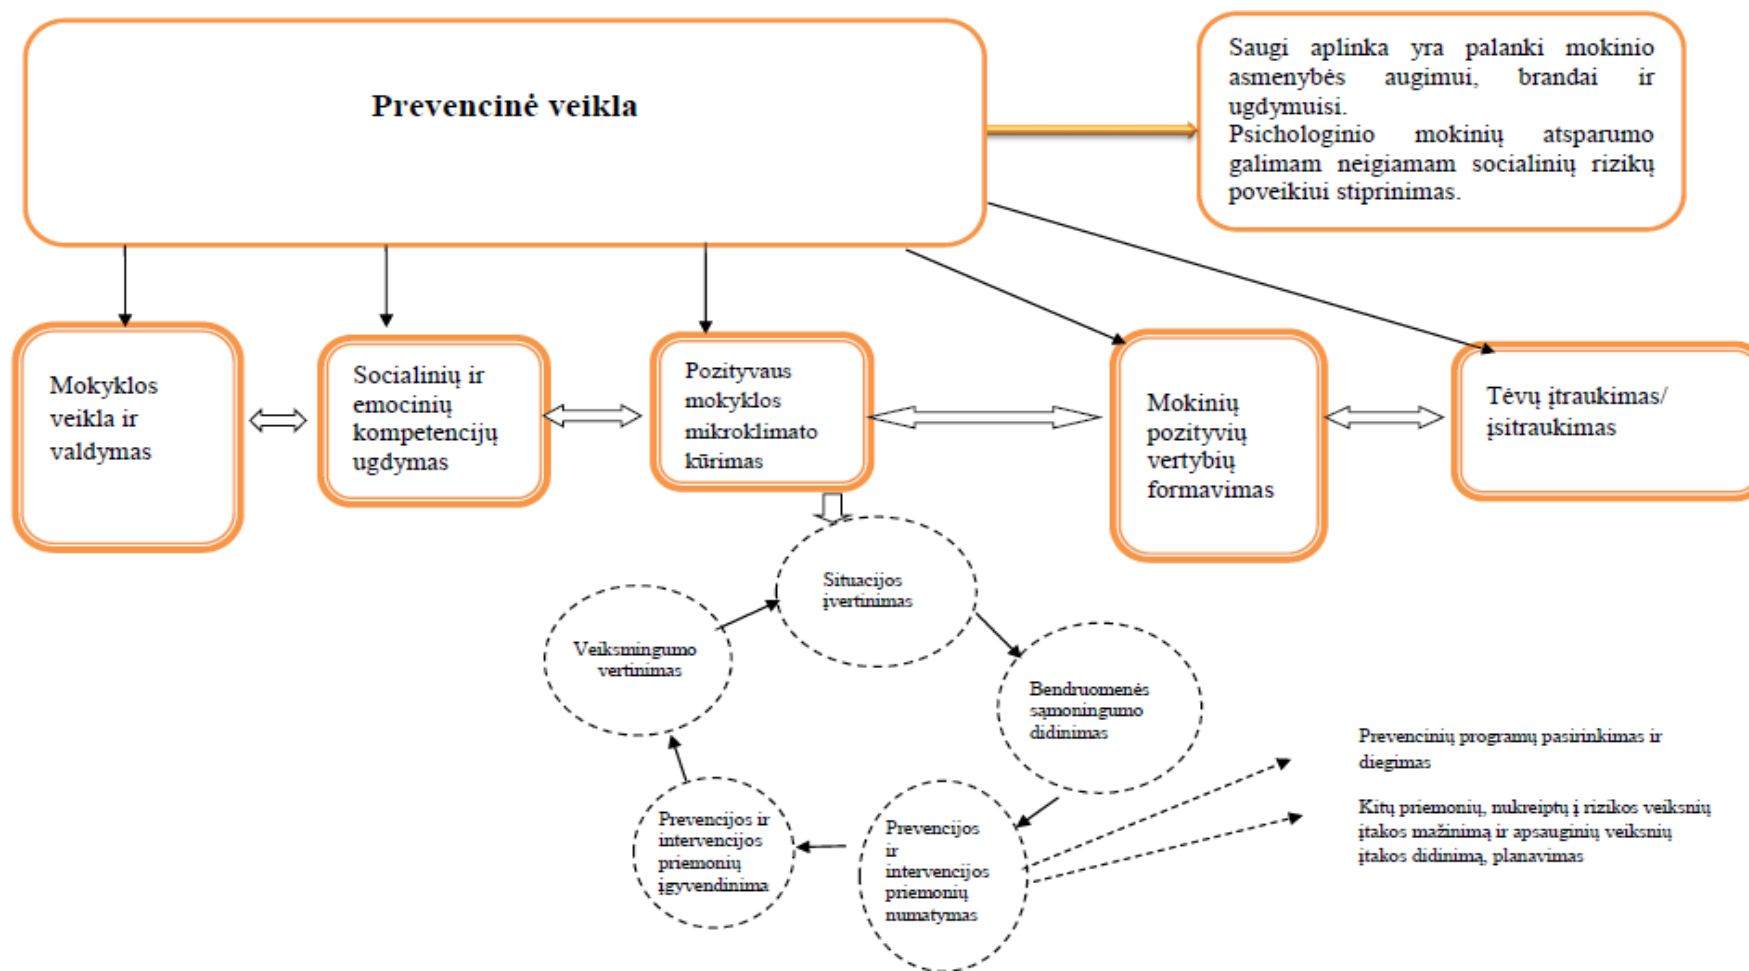 Prevencinė veikla
Saugi aplinka yra palanki mokinio
asmenybės augimui, brandai ir
ugdymuisi.
Psichologinio mokinių atsparumo
galimam neigiamam socialinių rizikų
poveikiui stiprinimas.
Mokyklos
veikla ir
valdymas
Socialinių ir
emocinių
kompetencijų
ugdymas
Pozityvaus
mokyklos
mikroklimato
kūrimas
Mokinių
pozityvių
vertybių
formavimas
Tėvų įtraukimas/
įsitraukimas
Situacijos
įvertinimas
Veiksmingumo
vertinimas
Bendruomenės
sąmoningumo
didinimas
Prevencijos ir
intervencijos
priemonių
įgyvendinima
Prevencijos
ir
intervencijos
priemonių
numatymas
Prevencinių programų pasirinkimas ir
diegimas
Kitų priemonių, nukreiptų į rizikos veiksnių
įtakos mažinimą ir apsauginių veiksnių
įtakos didinimą, planavimas